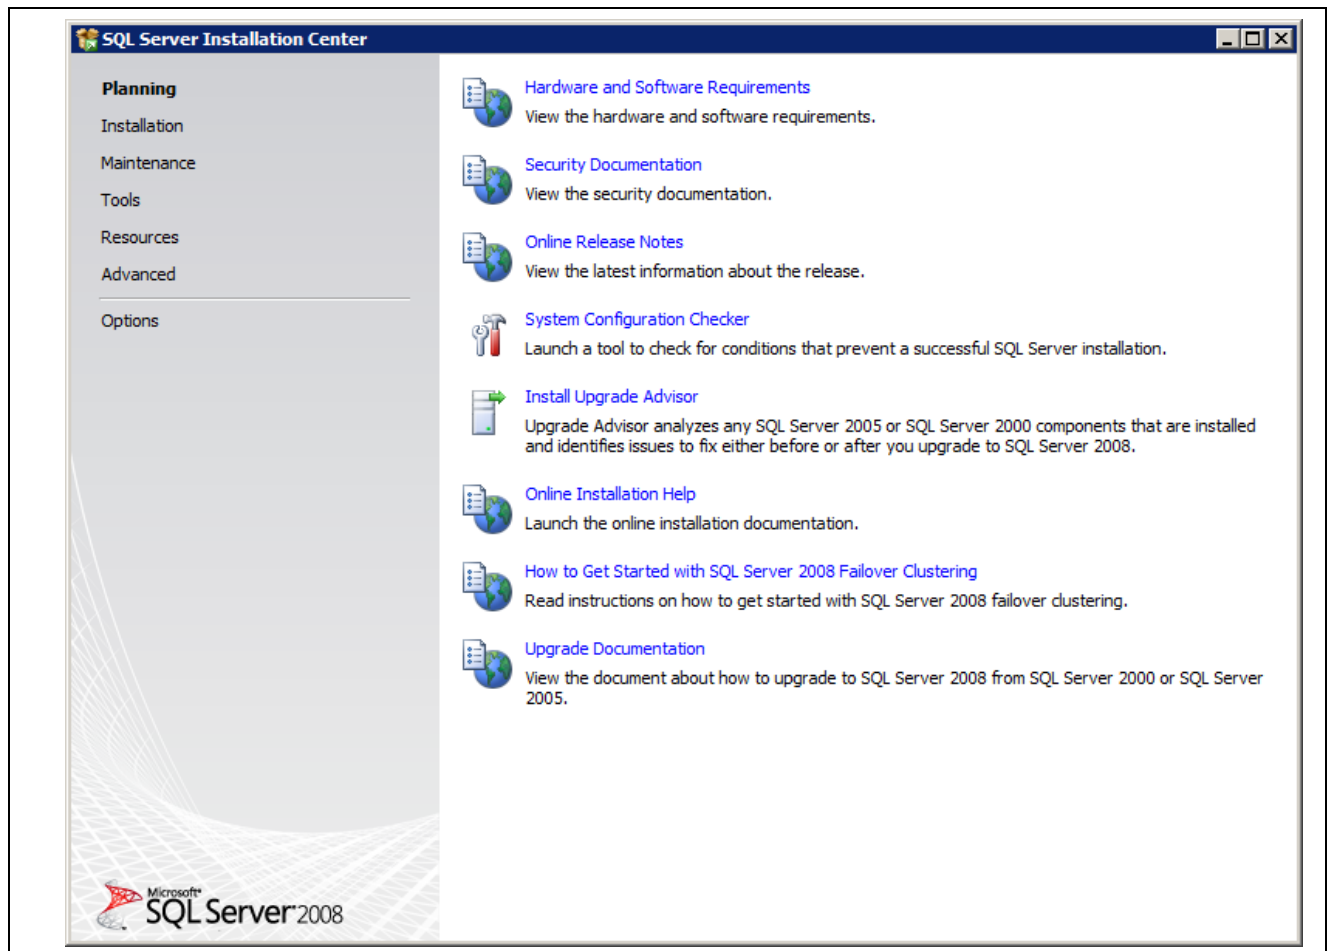 SQL Server Installation Center
Planning
Installation
Maintenance
Tools
Resources
Advanced
Options
Hardware and Software Requirements
View the hardware and software requirements.
Security Documentation
View the security documentation.
Online Release Notes
View the latest information about the release.
System Configuration Checker
Launch a tool to check for conditions that prevent a successful SQL Server installation.
Install Upgrade Advisor
Upgrade Advisor analyzes any SQL Server 2005 or SQL Server 2000 components that are installed
and identifies issues to fix either before or after you upgrade to SQL Server 2008.
Online Installation Help
Launch the online installation documentation.
How to Get Started with SQL Server 2008 Failover Clustering
Read instructions on how to get started with SQL Server 2008 failover clustering.
Upgrade Documentation
View the document about how to upgrade to SQL Server 2008 from SQL Server 2000 or SQL Server
2005.
Microsoft®
SQL Server 2008